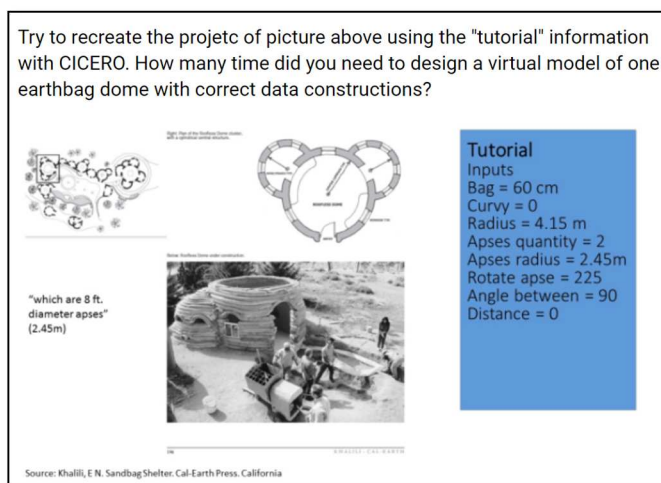 Try to recreate the projetc of picture above using the "tutorial" information
with CICERO. How many time did you need to design a virtual model of one
earthbag dome with correct data constructions?
"which are 8 ft.
diameter apses"
(2.45m)
Tutorial
Inputs
Bag = 60 cm
Curvy = 0
Radius = 4.15 m
Apses quantity = 2
Apses radius = 2.45m
Rotate apse = 225
Angle between = 90
Distance = 0
KHALILI - CAL-EARTH
Source: Khalili, E N. Sandbag Shelter. Cal-Earth Press. California